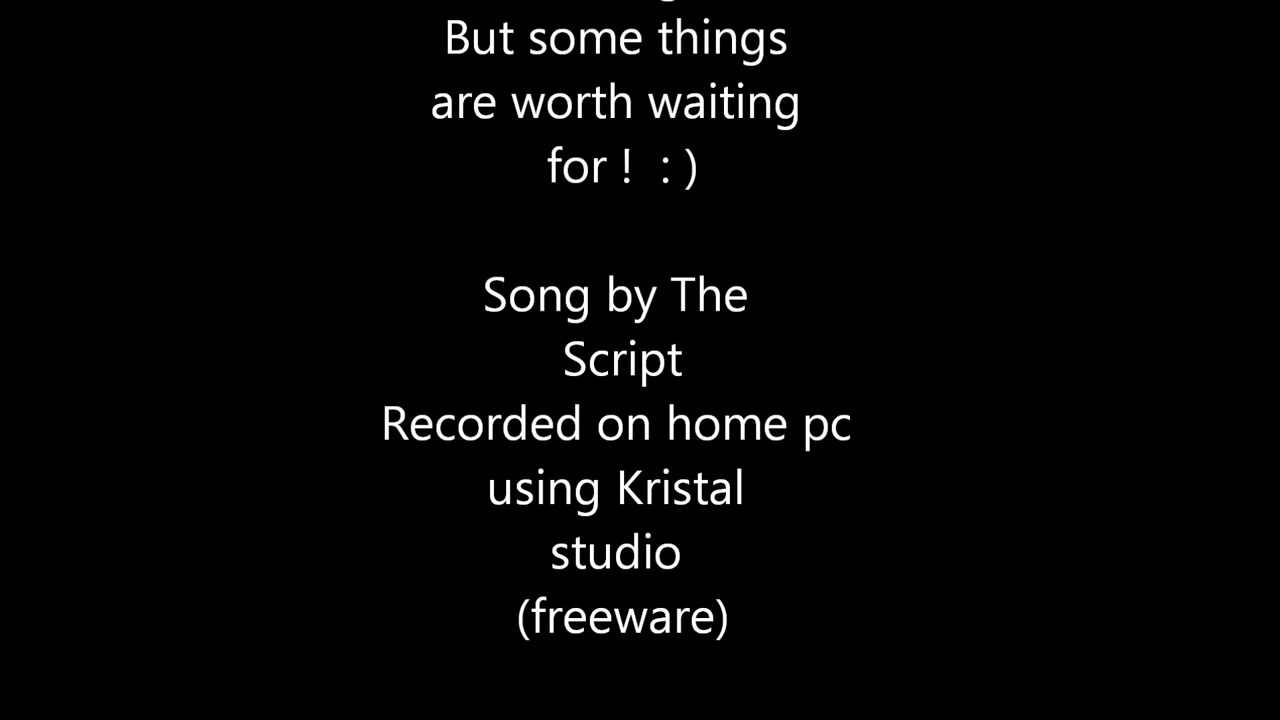 But some things
are worth waiting
for !  : )
Song by The
Script
Recorded on home pc
using Kristal
studio
(freeware)